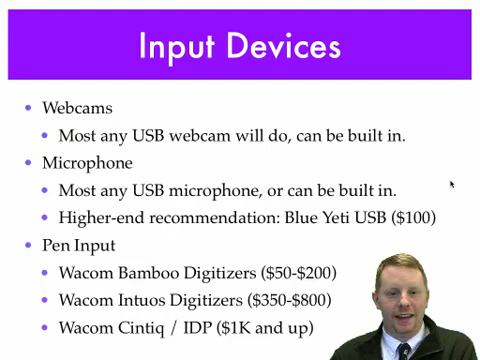 Input Devices
Webcams
Most any USB webcam will do, can be built in.
Microphone
Most any USB microphone, or can be built in.
Higher-end recommendation: Blue Yeti USB ($100)
Pen Input
Wacom Bamboo Digitizers ($50-$200)
Wacom Intuos Digitizers ($350-$800)
Wacom Cintiq / IDP ($1K and up)